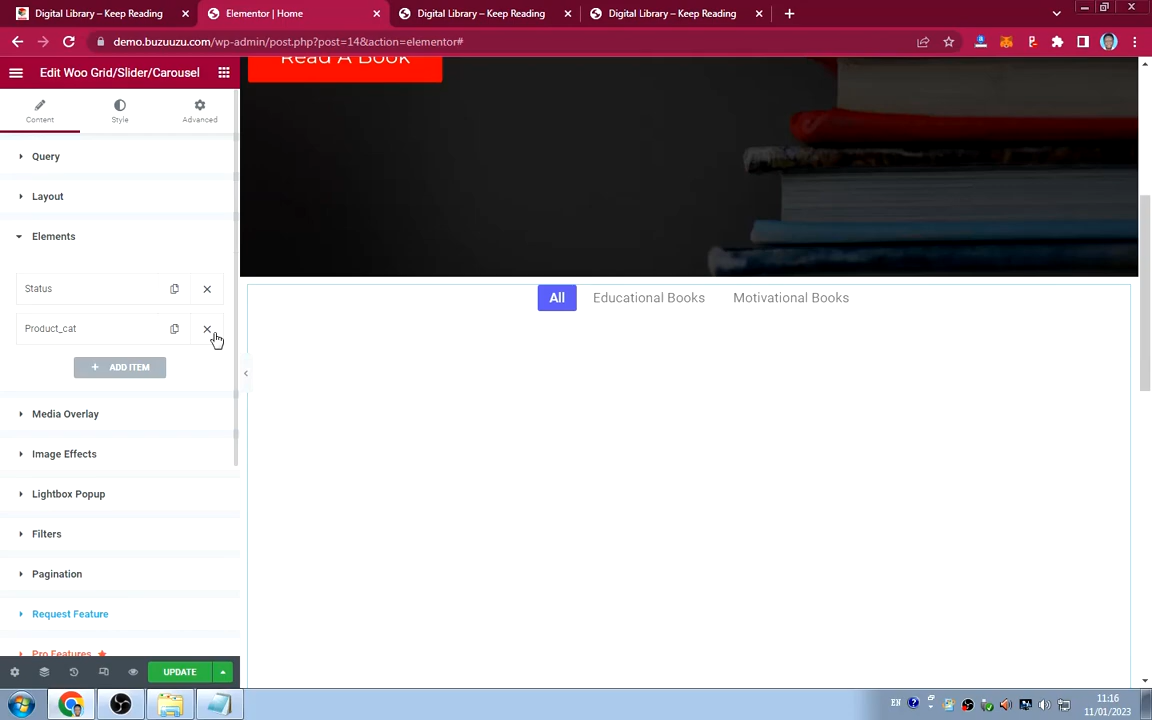 Digital Library – Keep Reading
Elementor | Home
Digital Library – Keep Reading
Digital Library – Keep Reading
demo.buzuuzu.com/wp-admin/post.php?post=14&action=elementor#
Edit Woo Grid/Slider/Carousel
Read A Book
Content
Style
Advanced
Query
Layout
Elements
Status
Product_cat
ADD ITEM
All
Educational Books
Motivational Books
Media Overlay
Image Effects
Lightbox Popup
Filters
Pagination
Request Feature
Pro Features
UPDATE
EN
11:16
11/01/2023